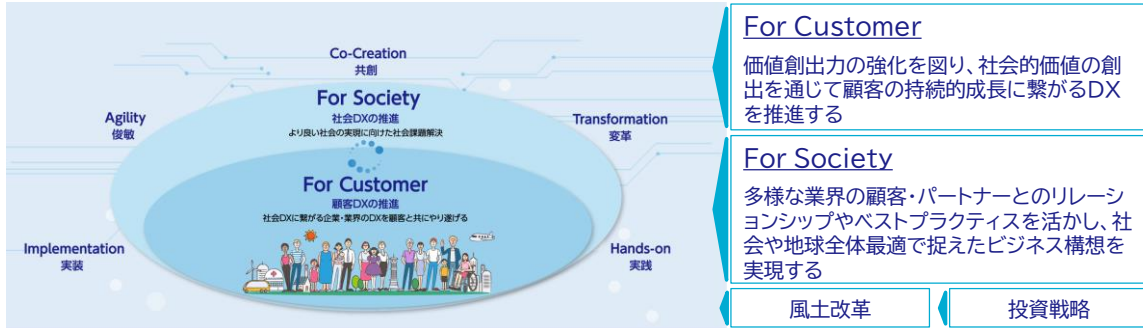 Co-Creation
共創
For Society
社会DXの推進
より良い社会の実現に向けた社会課題解決
Agility
俊敏
Transformation
変革
For Customer
顧客DXの推進
社会DXに繋がる企業・業界のDXを顧客と共にやり遂げる
Implementation
実装
Hands-on
実践
For Customer
価値創出力の強化を図り、社会的価値の創
出を通じて顧客の持続的成長に繋がるDX
を推進する
For Society
多様な業界の顧客・パートナーとのリレーシ
ョンシップやベストプラクティスを活かし、社
会や地球全体最適で捉えたビジネス構想を
実現する
風土改革
投資戦略